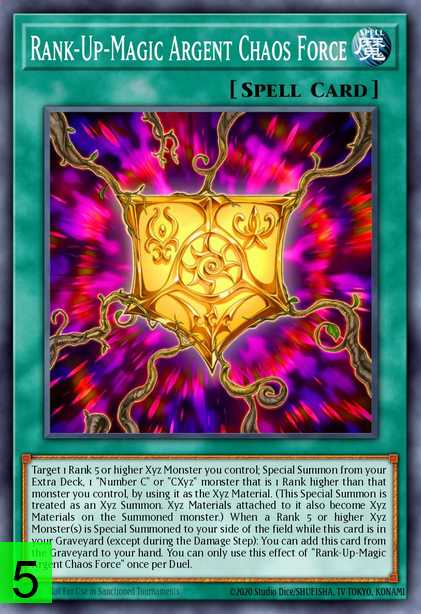 Rank-Up-Magic Argent Chaos Force
SPELL
魔
[Spell Card]
Target 1 Rank 5 or higher Xyz Monster you control; Special Summon from your
Extra Deck, 1 "Number C" or "CXyz" monster that is 1 Rank higher than that
monster you control, by using it as the Xyz Material. (This Special Summon is
treated as an Xyz Summon. Xyz Materials attached to it also become Xyz
Materials on the Summoned monster.) When a Rank 5 or higher Xyz
Monster(s) is Special Summoned to your side of the field while this card is in
your Graveyard (except during the Damage Step): You can add this card from
the Graveyard to your hand. You can only use this effect of "Rank-Up-Magic
Argent Chaos Force" once per Duel.
5
For Use in Sanctioned Tournaments
©2020 Studio Dice/SHUEISHA, TV TOKYO, KONAMI